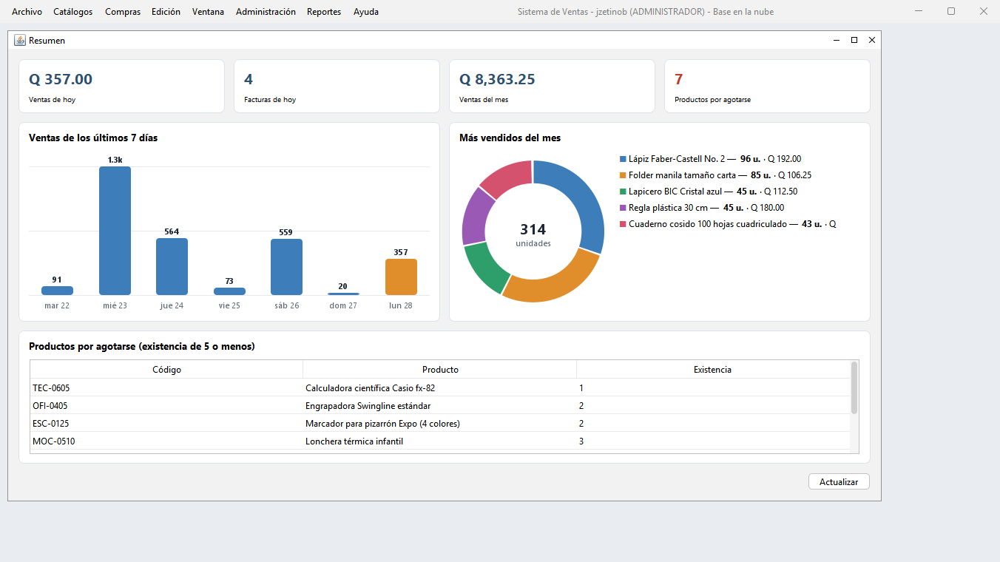 Archivo Catálogos Compras Edición Ventana Administración Reportes Ayuda Sistema de Ventas - jzetinob (ADMINISTRADOR) - Base en la nube
Resumen
Q 357.00
Ventas de hoy
4
Facturas de hoy
Q 8,363.25
Ventas del mes
7
Productos por agotarse
Ventas de los últimos 7 días
1.3k
564
559
357
91
73
20
mar 22 mié 23 jue 24 vie 25 sáb 26 dom 27 lun 28
Más vendidos del mes
314
unidades
Lápiz Faber-Castell No. 2 — 96 u. · Q 192.00
Folder manila tamaño carta — 85 u. · Q 106.25
Lapicero BIC Cristal azul — 45 u. · Q 112.50
Regla plástica 30 cm — 45 u. · Q 180.00
Cuaderno cosido 100 hojas cuadriculado — 43 u. · Q
Productos por agotarse (existencia de 5 o menos)
Código Producto Existencia
TEC-0605 Calculadora científica Casio fx-82 1
OFI-0405 Engrapadora Swingline estándar 2
ESC-0125 Marcador para pizarrón Expo (4 colores) 2
MOC-0510 Lonchera térmica infantil 3
Actualizar